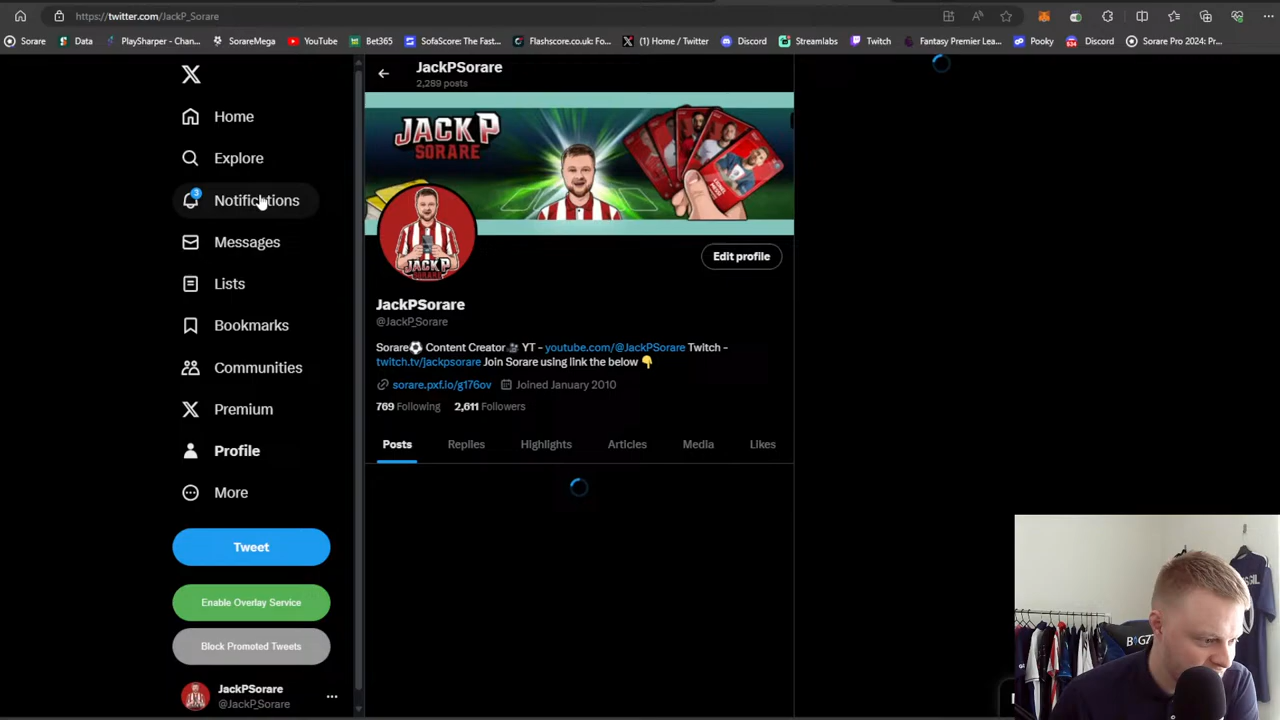 https://twitter.com/JackP_Sorare
Sorare
Data
PlaySharper - Chan...
SorareMega
YouTube
Bet365
SofaScore: The Fast...
Flashscore.co.uk: Fo...
(1) Home / Twitter
Discord
Streamlabs
Twitch
Fantasy Premier Lea...
Pooky
Discord
Sorare Pro 2024: Pr...
Home
Explore
3
Notifications
Messages
Lists
Bookmarks
Communities
Premium
Profile
More
Tweet
Enable Overlay Service
Block Promoted Tweets
JackPSorare
@JackP_Sorare
JackPSorare
2,289 posts
JACKP
SORARE
JACKP
SORARE
Edit profile
JackPSorare
@JackP_Sorare
Sorare⚽ Content Creator🎥 YT - youtube.com/@JackPSorare Twitch -
twitch.tv/jackpsorare Join Sorare using link the below 👇
sorare.pxf.io/g176ov Joined January 2010
769 Following 2,611 Followers
Posts Replies Highlights Articles Media Likes